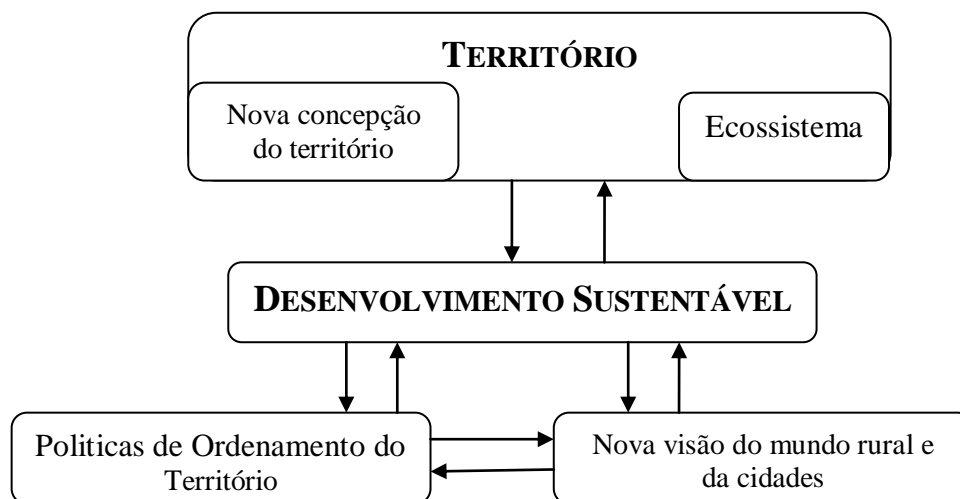 TERRITÓRIO
Nova concepção
do território
Ecossistema
DESENVOLVIMENTO SUSTENTÁVEL
Politicas de Ordenamento do
Território
Nova visão do mundo rural e
da cidades